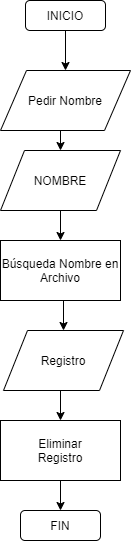 INICIO
Pedir Nombre
NOMBRE
Búsqueda Nombre en
Archivo
Registro
Eliminar
Registro
FIN